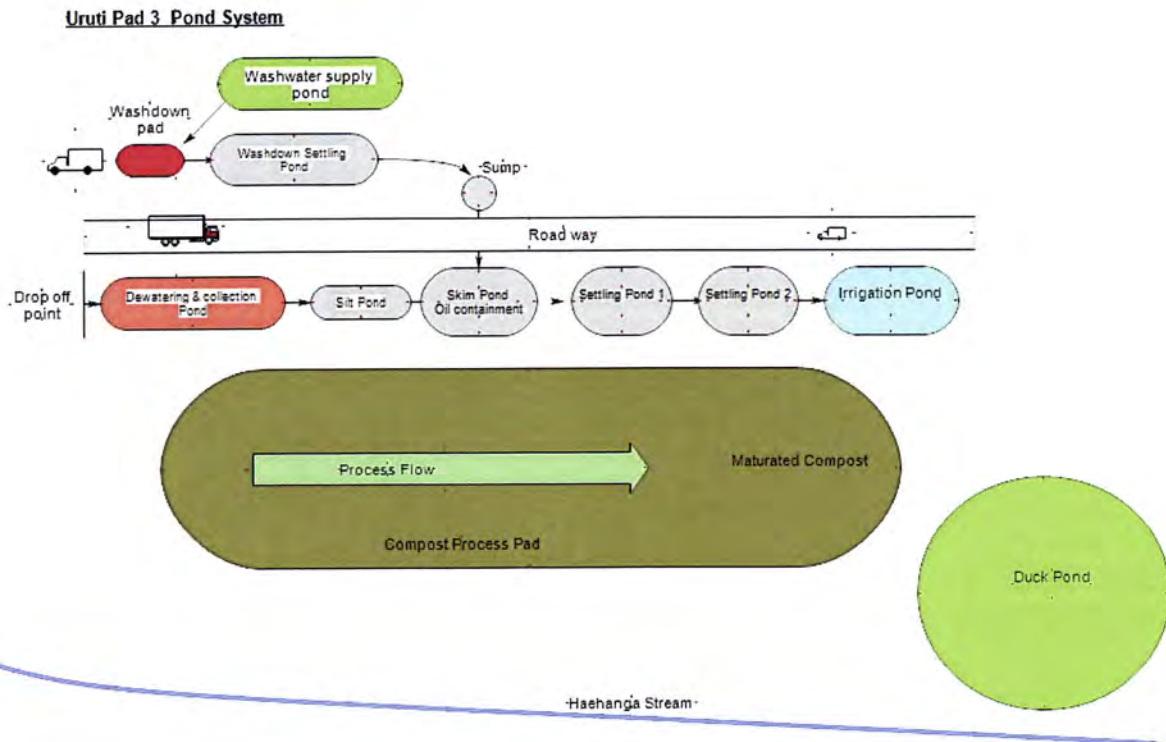 Uruti Pad 3 Pond System
Washwater supply
pond
Washdown
pad
Washdown Settling
Pond
Sump
Road way
Drop off
point
Dewatering & collection
Pond
Silt Pond
Skim Pond
Oil containment
Settling Pond 1
Settling Pond 2
Irrigation Pond
Process Flow
Maturated Compost
Compost Process Pad
Duck Pond
Haehanga Stream